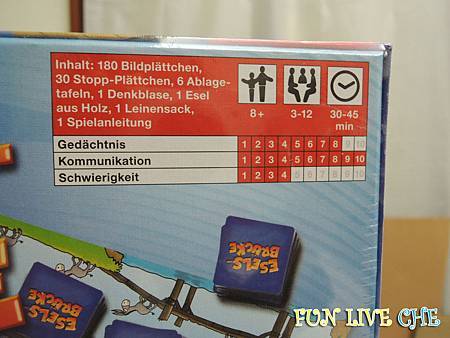 Inhalt: 180 Bildplättchen,
30 Stopp-Plättchen, 6 Ablage-
tafeln, 1 Denkblase, 1 Esel
aus Holz, 1 Leinensack,
1 Spielanleitung
8+
3-12
30-45
min
Gedächtnis 1 2 3 4 5 6 7 8 9 10
Kommunikation 1 2 3 4 5 6 7 8 9 10
Schwierigkeit 1 2 3 4 5 6 7 8 9 10
ESELS-
BRÜCKE
ESELS-
BRÜCKE
FUN LIVE CHE